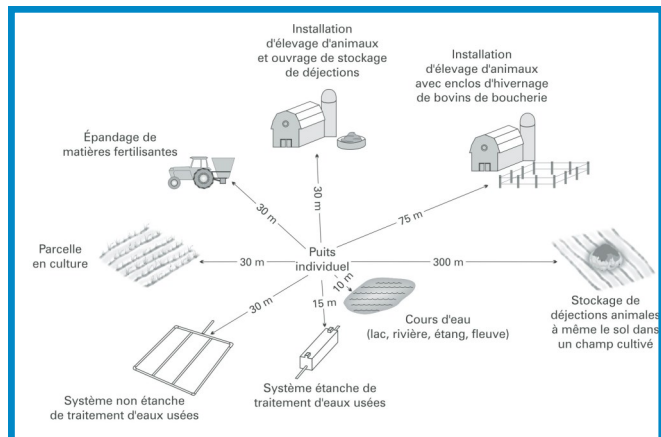 Installation
d'élevage d'animaux
et ouvrage de stockage
de déjections
Installation
d'élevage d'animaux
avec enclos d'hivernage
de bovins de boucherie
Épandage de
matières fertilisantes
30 m
30 m
75 m
Parcelle
en culture
30 m
Puits
individuel
300 m
10 m
15 m
30 m
Cours d'eau
(lac, rivière, étang, fleuve)
Stockage de
déjections animales
à même le sol dans
un champ cultivé
Système non étanche
de traitement d'eaux usées
Système étanche de
traitement d'eaux usées